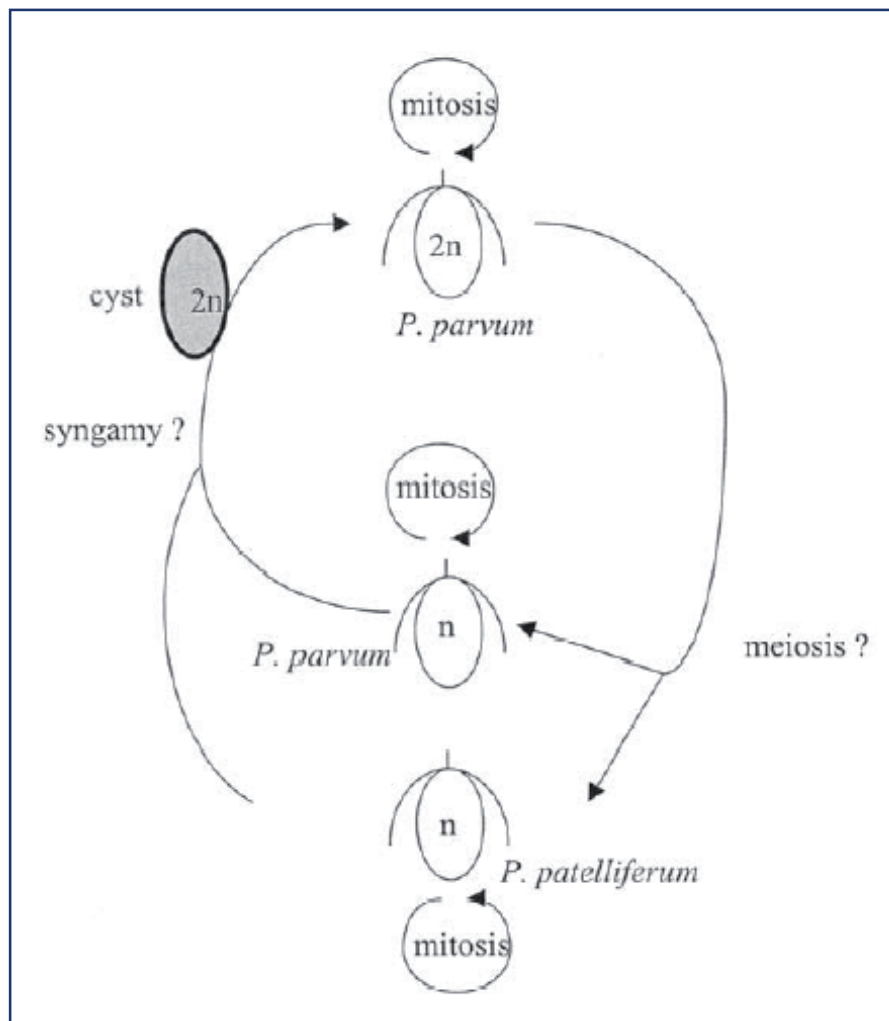 mitosis
2n
P. parvum
cyst
2n
syngamy ?
mitosis
n
P. parvum
meiosis ?
n
P. patelliferum
mitosis